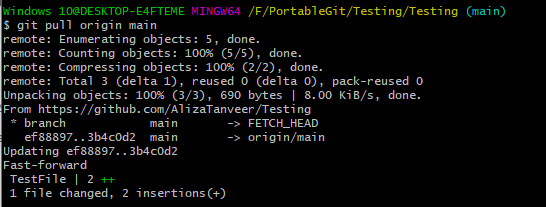 Windows 10@DESKTOP-E4FTEME MINGW64 /F/PortableGit/Testing/Testing (main)
$ git pull origin main
remote: Enumerating objects: 5, done.
remote: Counting objects: 100% (5/5), done.
remote: Compressing objects: 100% (2/2), done.
remote: Total 3 (delta 1), reused 0 (delta 0), pack-reused 0
Unpacking objects: 100% (3/3), 690 bytes | 8.00 KiB/s, done.
From https://github.com/AlizaTanveer/Testing
 * branch            main       -> FETCH_HEAD
   ef88897..3b4c0d2  main       -> origin/main
Updating ef88897..3b4c0d2
Fast-forward
 TestFile | 2 ++
 1 file changed, 2 insertions(+)